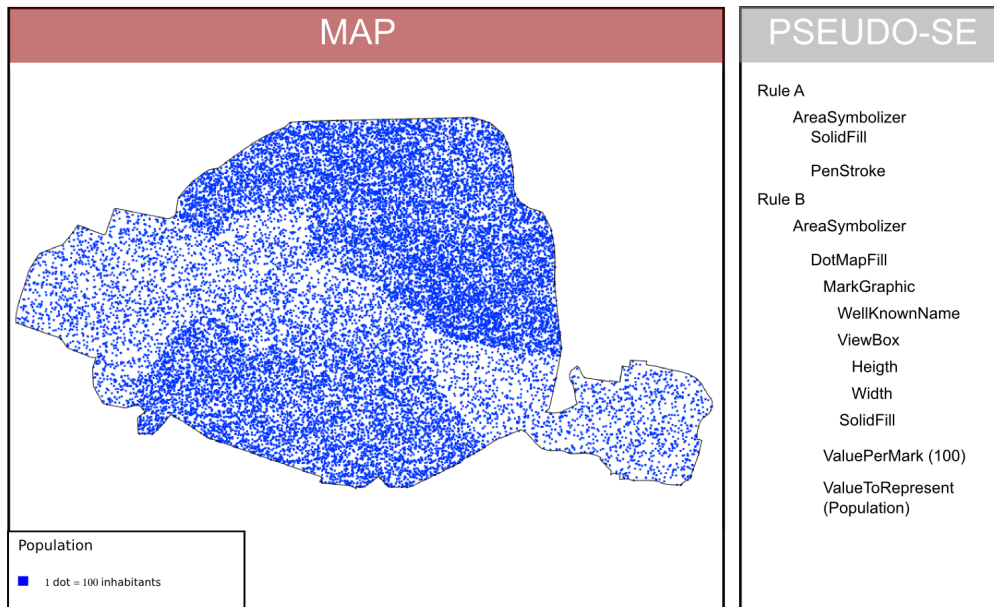 MAP
Population
1 dot = 100 inhabitants
PSEUDO-SE
Rule A
AreaSymbolizer
SolidFill
PenStroke
Rule B
AreaSymbolizer
DotMapFill
MarkGraphic
WellKnownName
ViewBox
Heigth
Width
SolidFill
ValuePerMark (100)
ValueToRepresent
(Population)